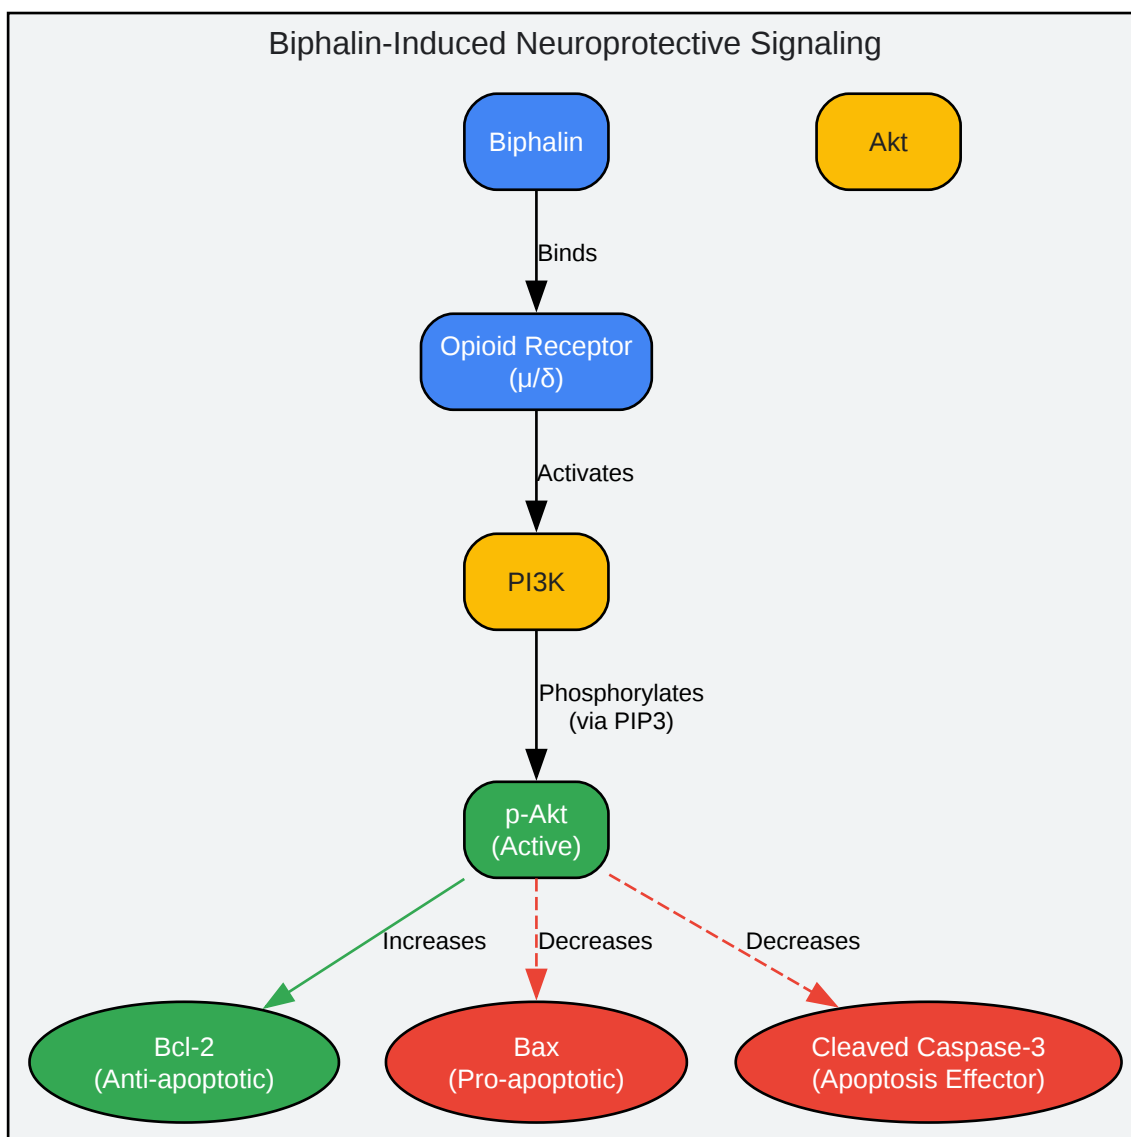 Biphalin-Induced Neuroprotective Signaling
Biphalin
Akt
Binds
Opioid Receptor
(μ/δ)
Activates
PI3K
Phosphorylates
(via PIP3)
p-Akt
(Active)
Increases
Decreases
Decreases
Bcl-2
(Anti-apoptotic)
Bax
(Pro-apoptotic)
Cleaved Caspase-3
(Apoptosis Effector)